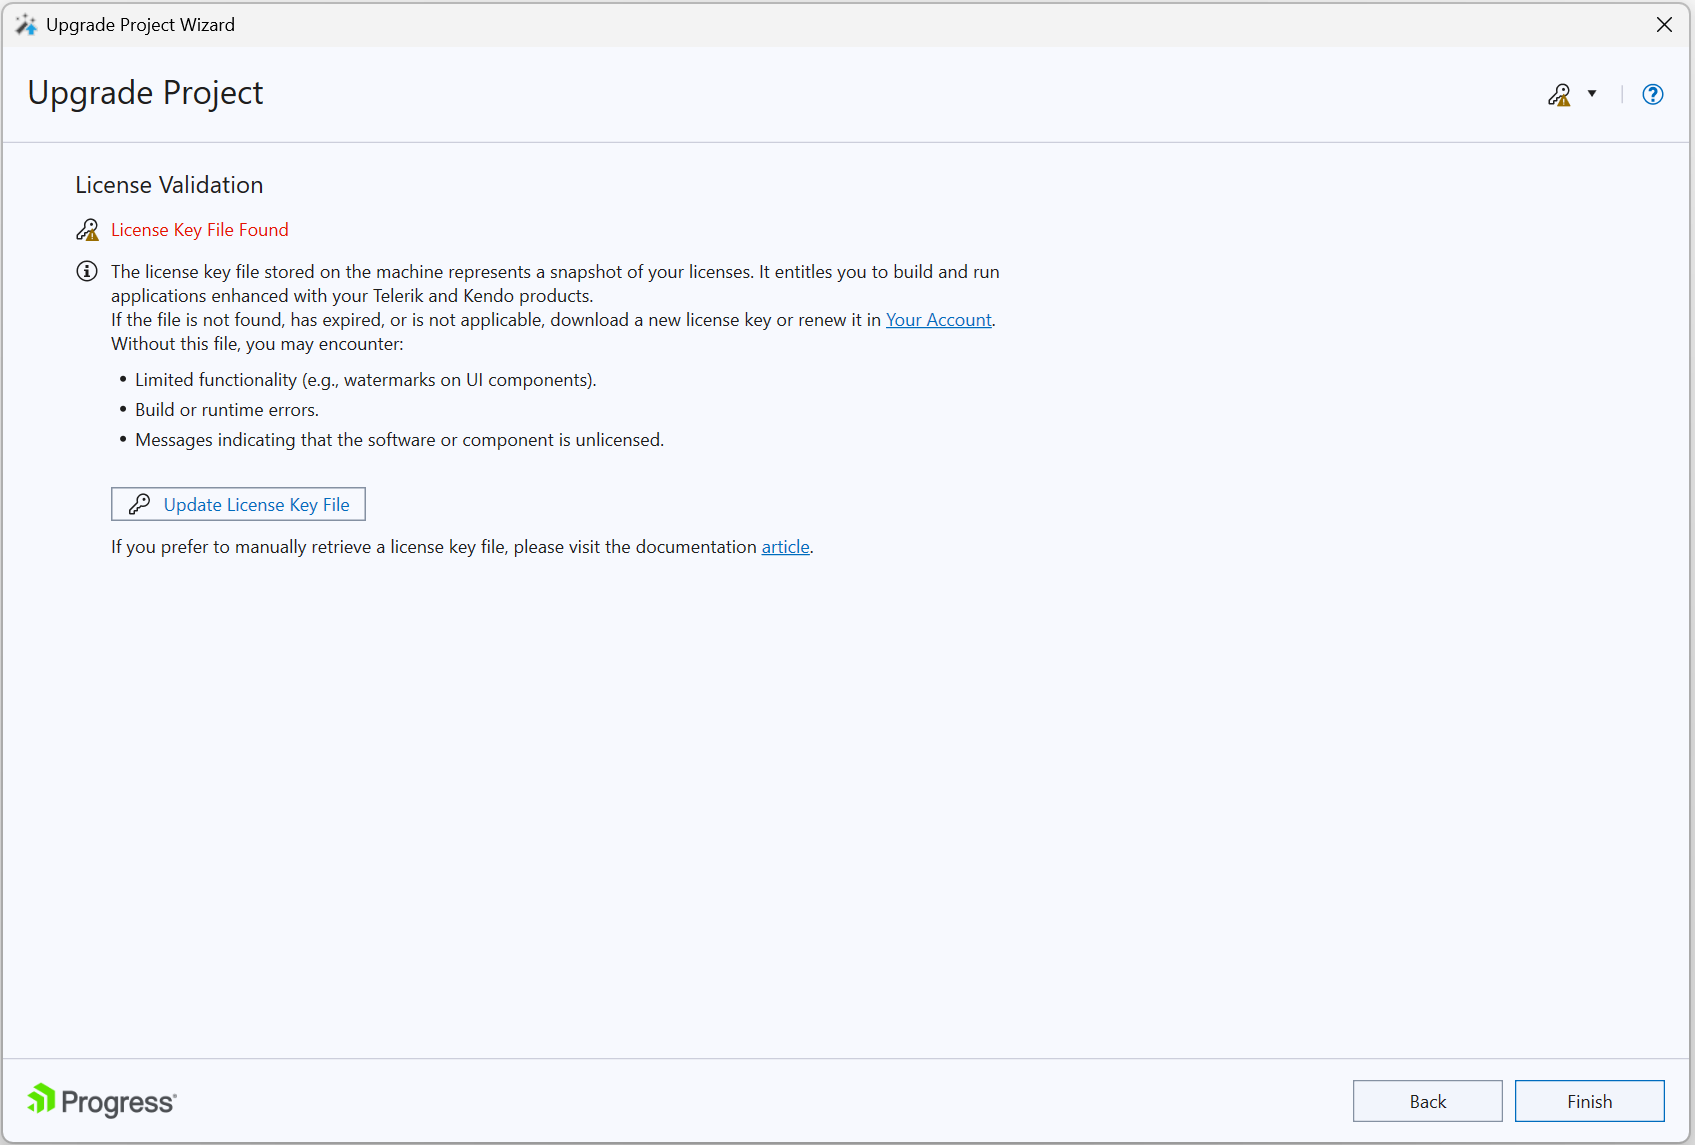 Upgrade Project Wizard
Upgrade Project
License Validation
License Key File Found
The license key file stored on the machine represents a snapshot of your licenses. It entitles you to build and run
applications enhanced with your Telerik and Kendo products.
If the file is not found, has expired, or is not applicable, download a new license key or renew it in Your Account.
Without this file, you may encounter:
• Limited functionality (e.g., watermarks on UI components).
• Build or runtime errors.
• Messages indicating that the software or component is unlicensed.
Update License Key File
If you prefer to manually retrieve a license key file, please visit the documentation article.
Progress
Back
Finish